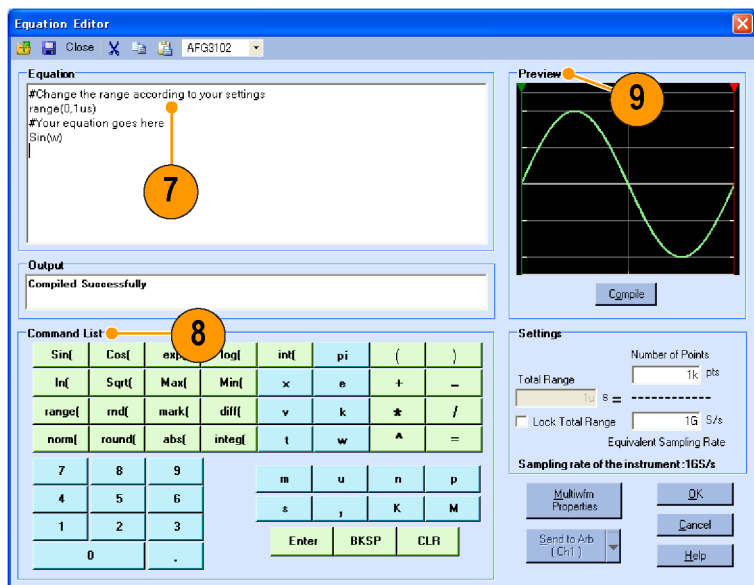 Equation Editor
Close AFG3102
Equation
#Change the range according to your settings
range(0,1us)
#Your equation goes here
Sin(w)
7
Output
Compiled Successfully
Preview
9
Compile
Command List
8
Sin( Cos( exp( log( int( pi ( )
ln( Sqrt( Max( Min( x e + -
range( rnd( mark( diff( v k * /
norm( round( abs( integ( t w ^ =
7 8 9
4 5 6
1 2 3
0 .
m u n p
s , K M
Enter BKSP CLR
Settings
Number of Points
1k pts
Total Range
1u s = ----------
Lock Total Range 1G S/s
Equivalent Sampling Rate
Sampling rate of the instrument :1GS/s
Multiwfm Properties
OK
Cancel
Send to Arb
( Ch1 )
Help